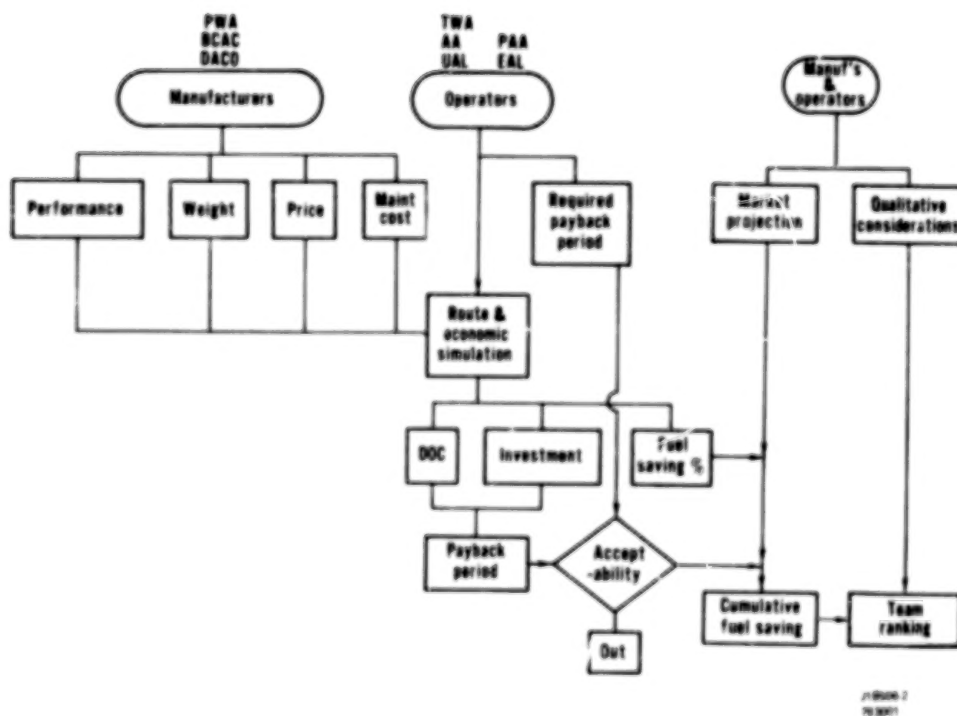 PWA
BCAC
DACO
Manufacturers
TWA
AA
UAL
PAA
EAL
Operators
Manuf's
&
operators
Performance
Weight
Price
Maint
cost
Required
payback
period
Market
projection
Qualitative
considerations
Route &
economic
simulation
DOC
Investment
Fuel
saving %
Payback
period
Accept
-ability
Cumulative
fuel saving
Team
ranking
Out